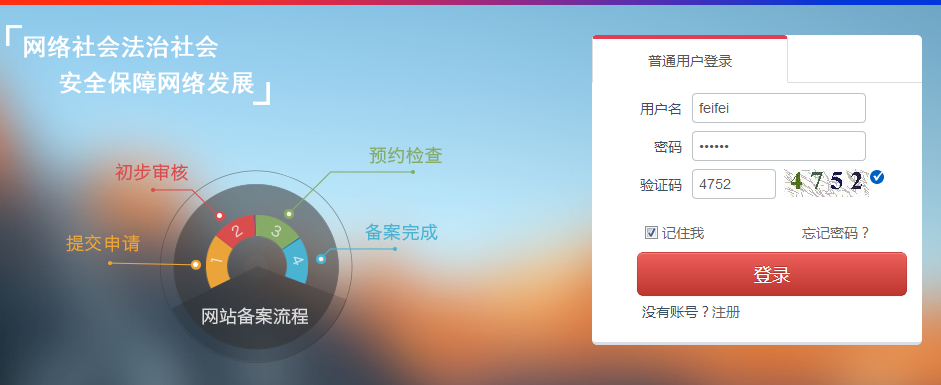 网络社会法治社会
安全保障网络发展
初步审核
预约检查
提交申请
备案完成
1
2
3
4
网站备案流程
普通用户登录
用户名 feifei
密码 ••••••
验证码 4752 4752
记住我 忘记密码？
登录
没有账号？注册